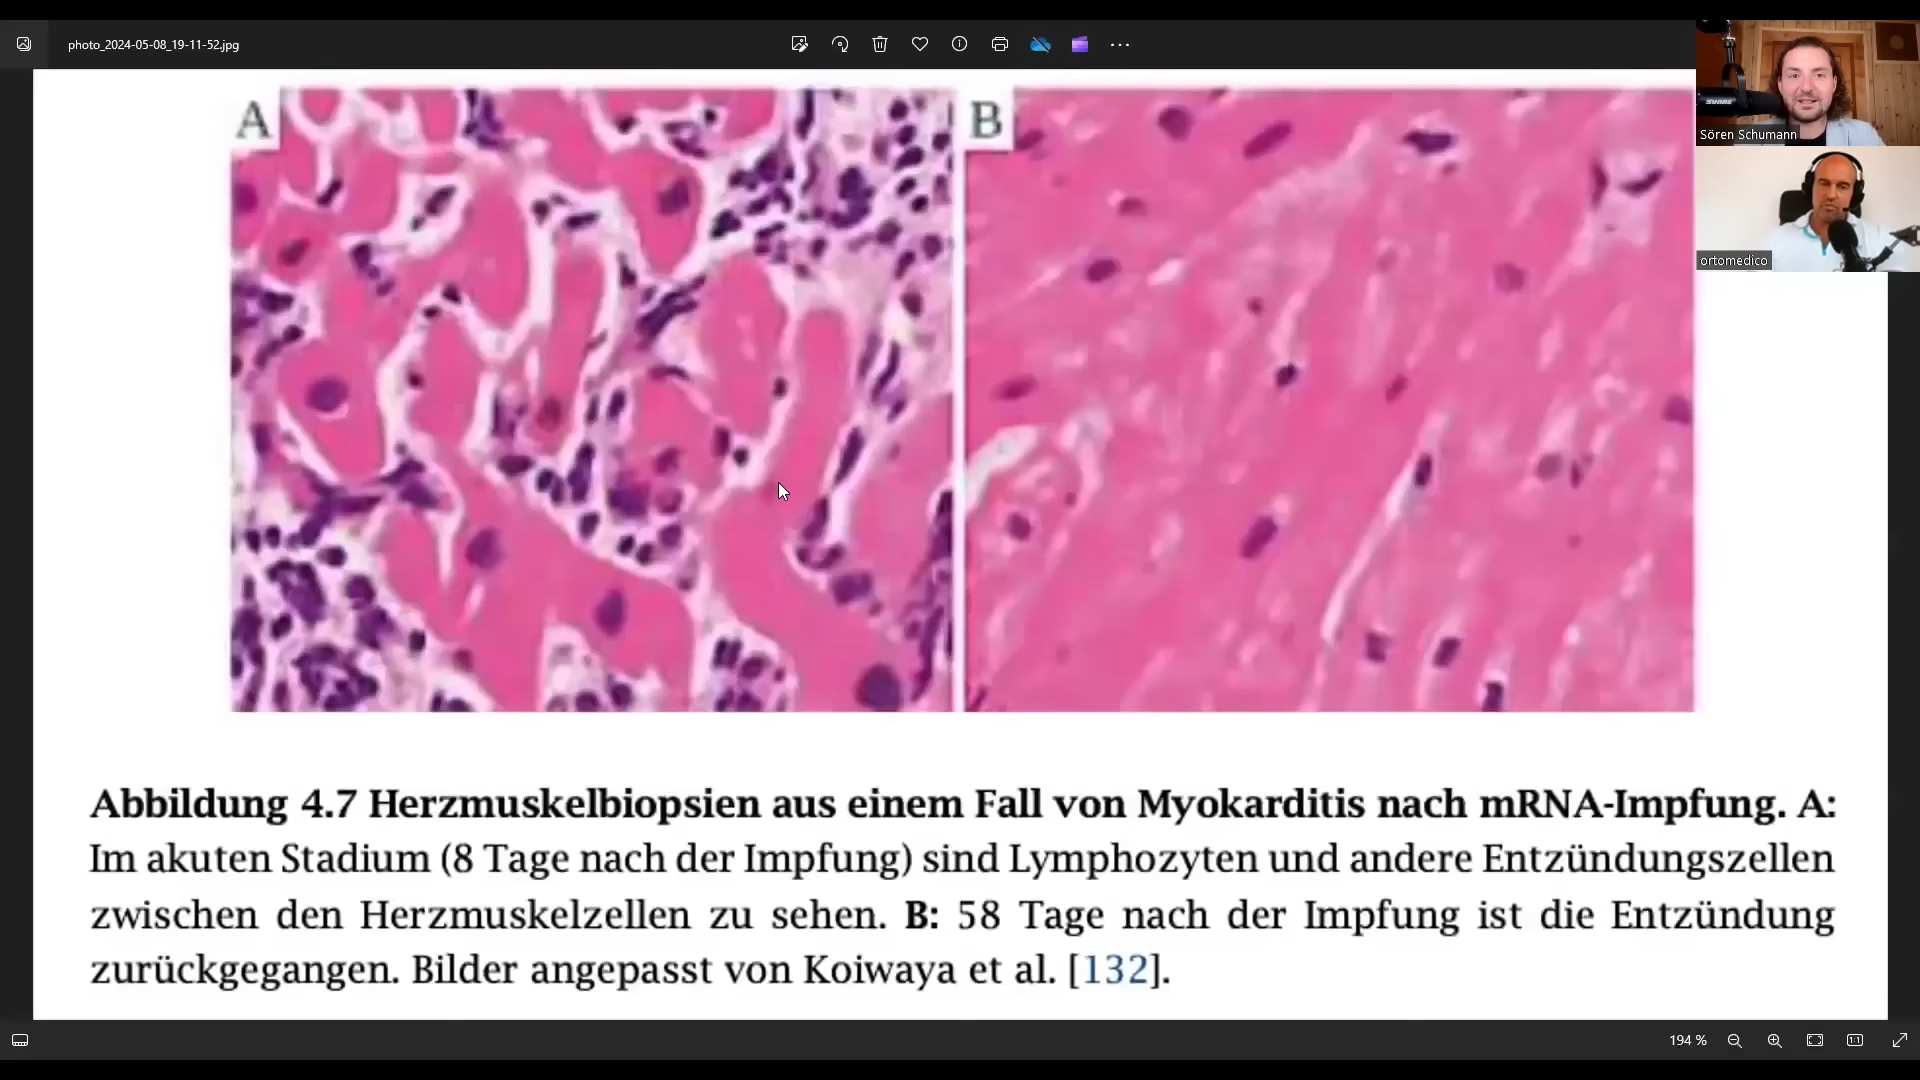 photo_2024-05-08_19-11-52.jpg
A
B
Sören Schumann
ortomedico
Abbildung 4.7 Herzmuskelbiopsien aus einem Fall von Myokarditis nach mRNA-Impfung. A:
Im akuten Stadium (8 Tage nach der Impfung) sind Lymphozyten und andere Entzündungszellen
zwischen den Herzmuskelzellen zu sehen. B: 58 Tage nach der Impfung ist die Entzündung
zurückgegangen. Bilder angepasst von Koiwaya et al. [132].
194 %